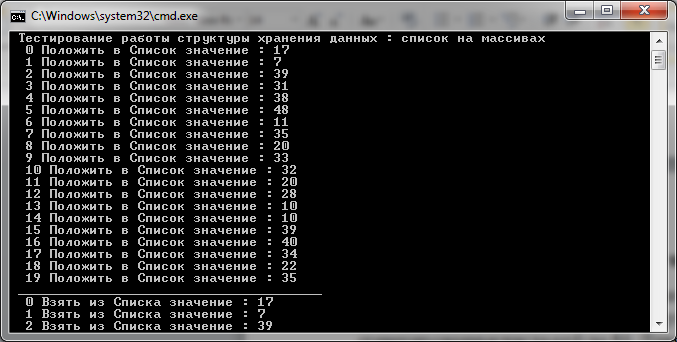 C:\Windows\system32\cmd.exe
Тестирование работы структуры хранения данных : список на массивах
0 Положить в Список значение : 17
1 Положить в Список значение : 7
2 Положить в Список значение : 39
3 Положить в Список значение : 31
4 Положить в Список значение : 38
5 Положить в Список значение : 48
6 Положить в Список значение : 11
7 Положить в Список значение : 35
8 Положить в Список значение : 20
9 Положить в Список значение : 33
10 Положить в Список значение : 32
11 Положить в Список значение : 20
12 Положить в Список значение : 28
13 Положить в Список значение : 10
14 Положить в Список значение : 10
15 Положить в Список значение : 39
16 Положить в Список значение : 40
17 Положить в Список значение : 34
18 Положить в Список значение : 22
19 Положить в Список значение : 35
0 Взять из Списка значение : 17
1 Взять из Списка значение : 7
2 Взять из Списка значение : 39